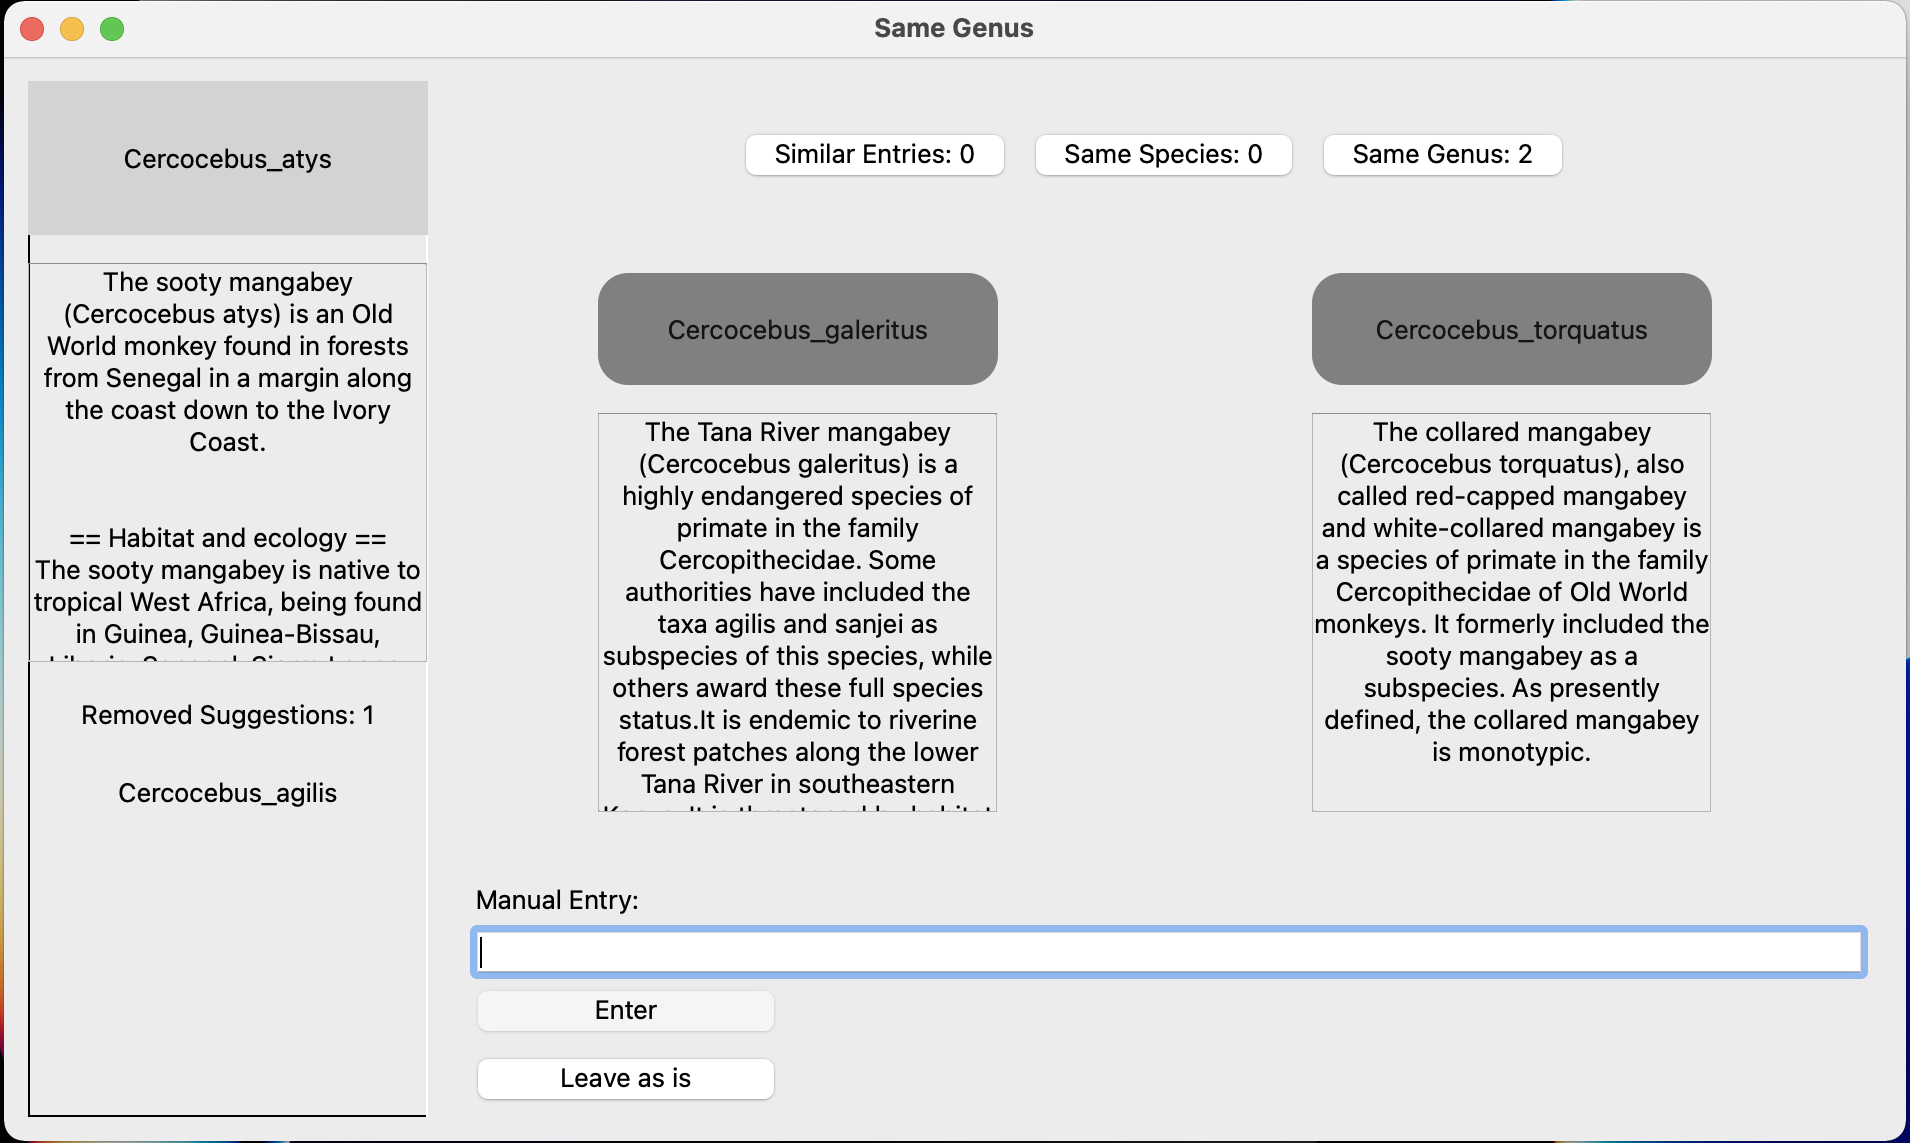 Same Genus
Cercocebus_atys
The sooty mangabey
(Cercocebus atys) is an Old
World monkey found in forests
from Senegal in a margin along
the coast down to the Ivory
Coast.
== Habitat and ecology ==
The sooty mangabey is native to
tropical West Africa, being found
in Guinea, Guinea-Bissau,
Removed Suggestions: 1
Cercocebus_agilis
Similar Entries: 0
Same Species: 0
Same Genus: 2
Cercocebus_galeritus
The Tana River mangabey
(Cercocebus galeritus) is a
highly endangered species of
primate in the family
Cercopithecidae. Some
authorities have included the
taxa agilis and sanjei as
subspecies of this species, while
others award these full species
status.It is endemic to riverine
forest patches along the lower
Tana River in southeastern
Cercocebus_torquatus
The collared mangabey
(Cercocebus torquatus), also
called red-capped mangabey
and white-collared mangabey is
a species of primate in the family
Cercopithecidae of Old World
monkeys. It formerly included the
sooty mangabey as a
subspecies. As presently
defined, the collared mangabey
is monotypic.
Manual Entry:
Enter
Leave as is